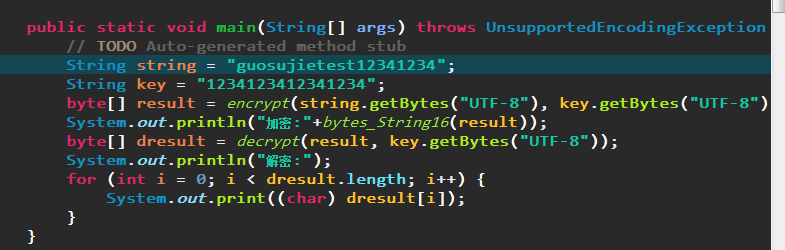 public static void main(String[] args) throws UnsupportedEncodingException
// TODO Auto-generated method stub
String string = "guosujietest12341234";
String key = "1234123412341234";
byte[] result = encrypt(string.getBytes("UTF-8"), key.getBytes("UTF-8")
System.out.println("加密:"+bytes_String16(result));
byte[] dresult = decrypt(result, key.getBytes("UTF-8"));
System.out.println("解密:");
for (int i = 0; i < dresult.length; i++) {
System.out.print((char) dresult[i]);
}
}